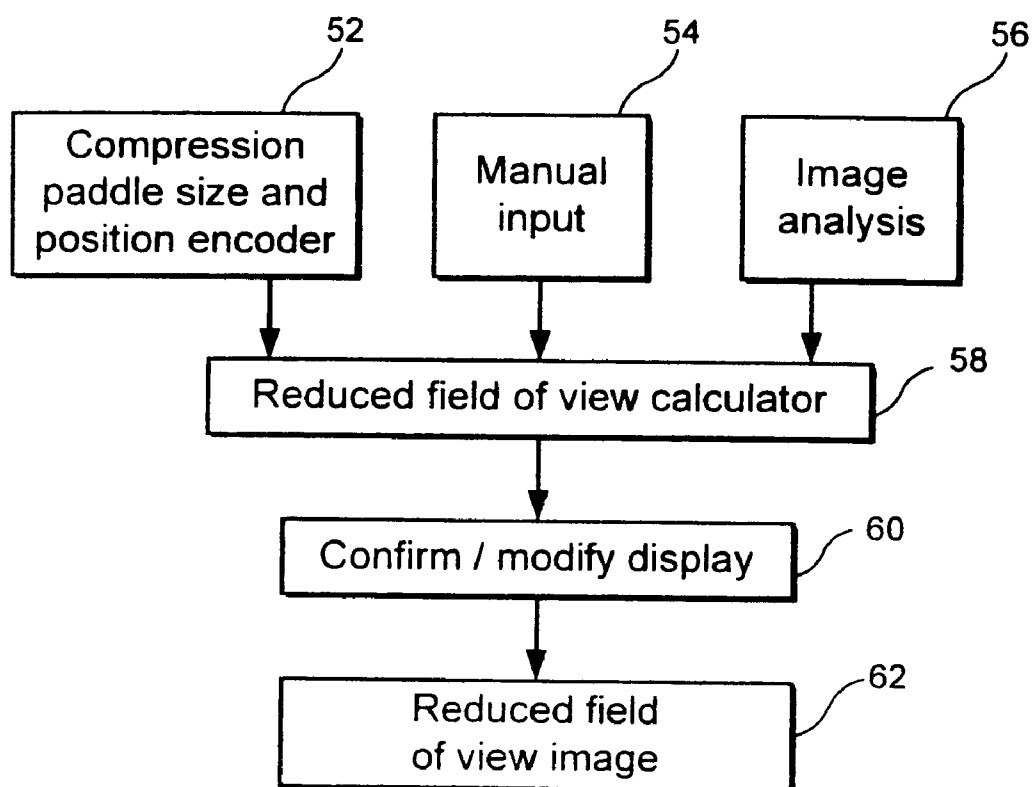 52
54
56
Compression
paddle size and
position encoder
Manual
input
Image
analysis
58
Reduced field of view calculator
60
Confirm / modify display
62
Reduced field
of view image